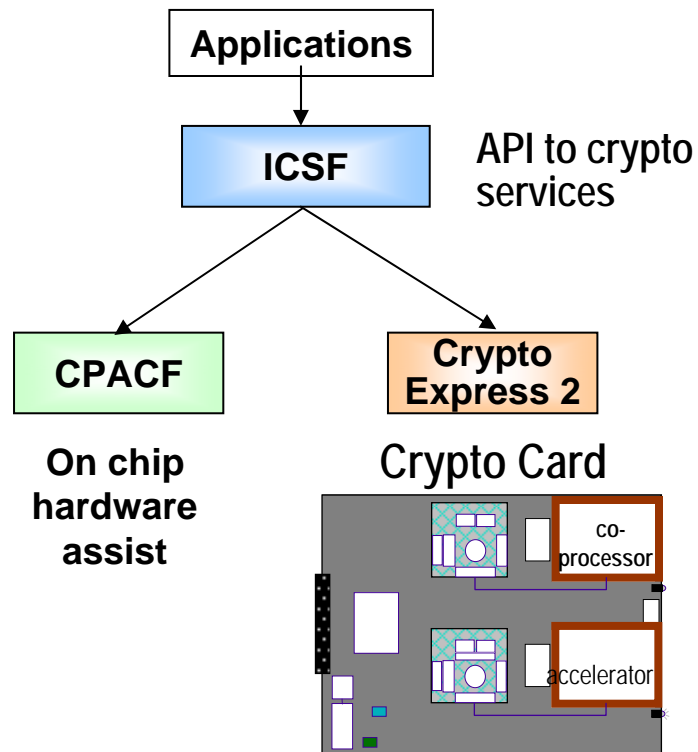 Applications
ICSF
API to crypto
services
CPACF
Crypto
Express 2
On chip
hardware
assist
Crypto Card
co-
processor
accelerator